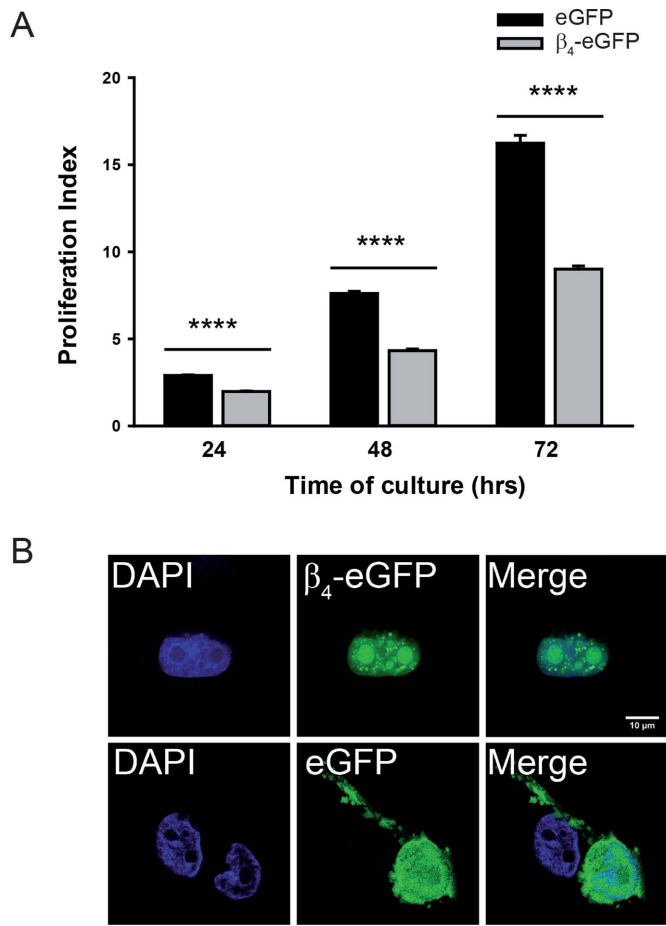 A
eGFP
β₄-eGFP
Proliferation Index
20
15
10
5
0
****
****
****
24 48 72
Time of culture (hrs)
B
DAPI β₄-eGFP Merge
10 µm
DAPI eGFP Merge